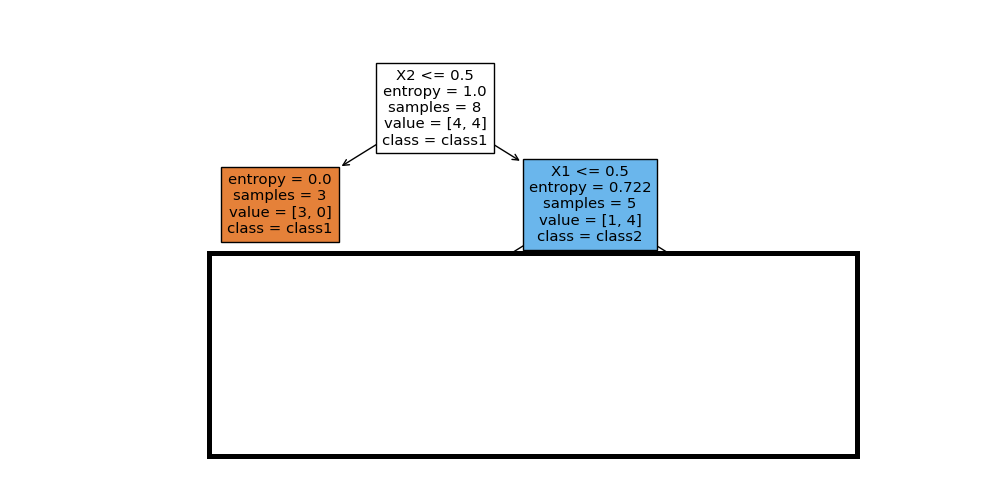 X2 <= 0.5
entropy = 1.0
samples = 8
value = [4, 4]
class = class1
entropy = 0.0
samples = 3
value = [3, 0]
class = class1
X1 <= 0.5
entropy = 0.722
samples = 5
value = [1, 4]
class = class2